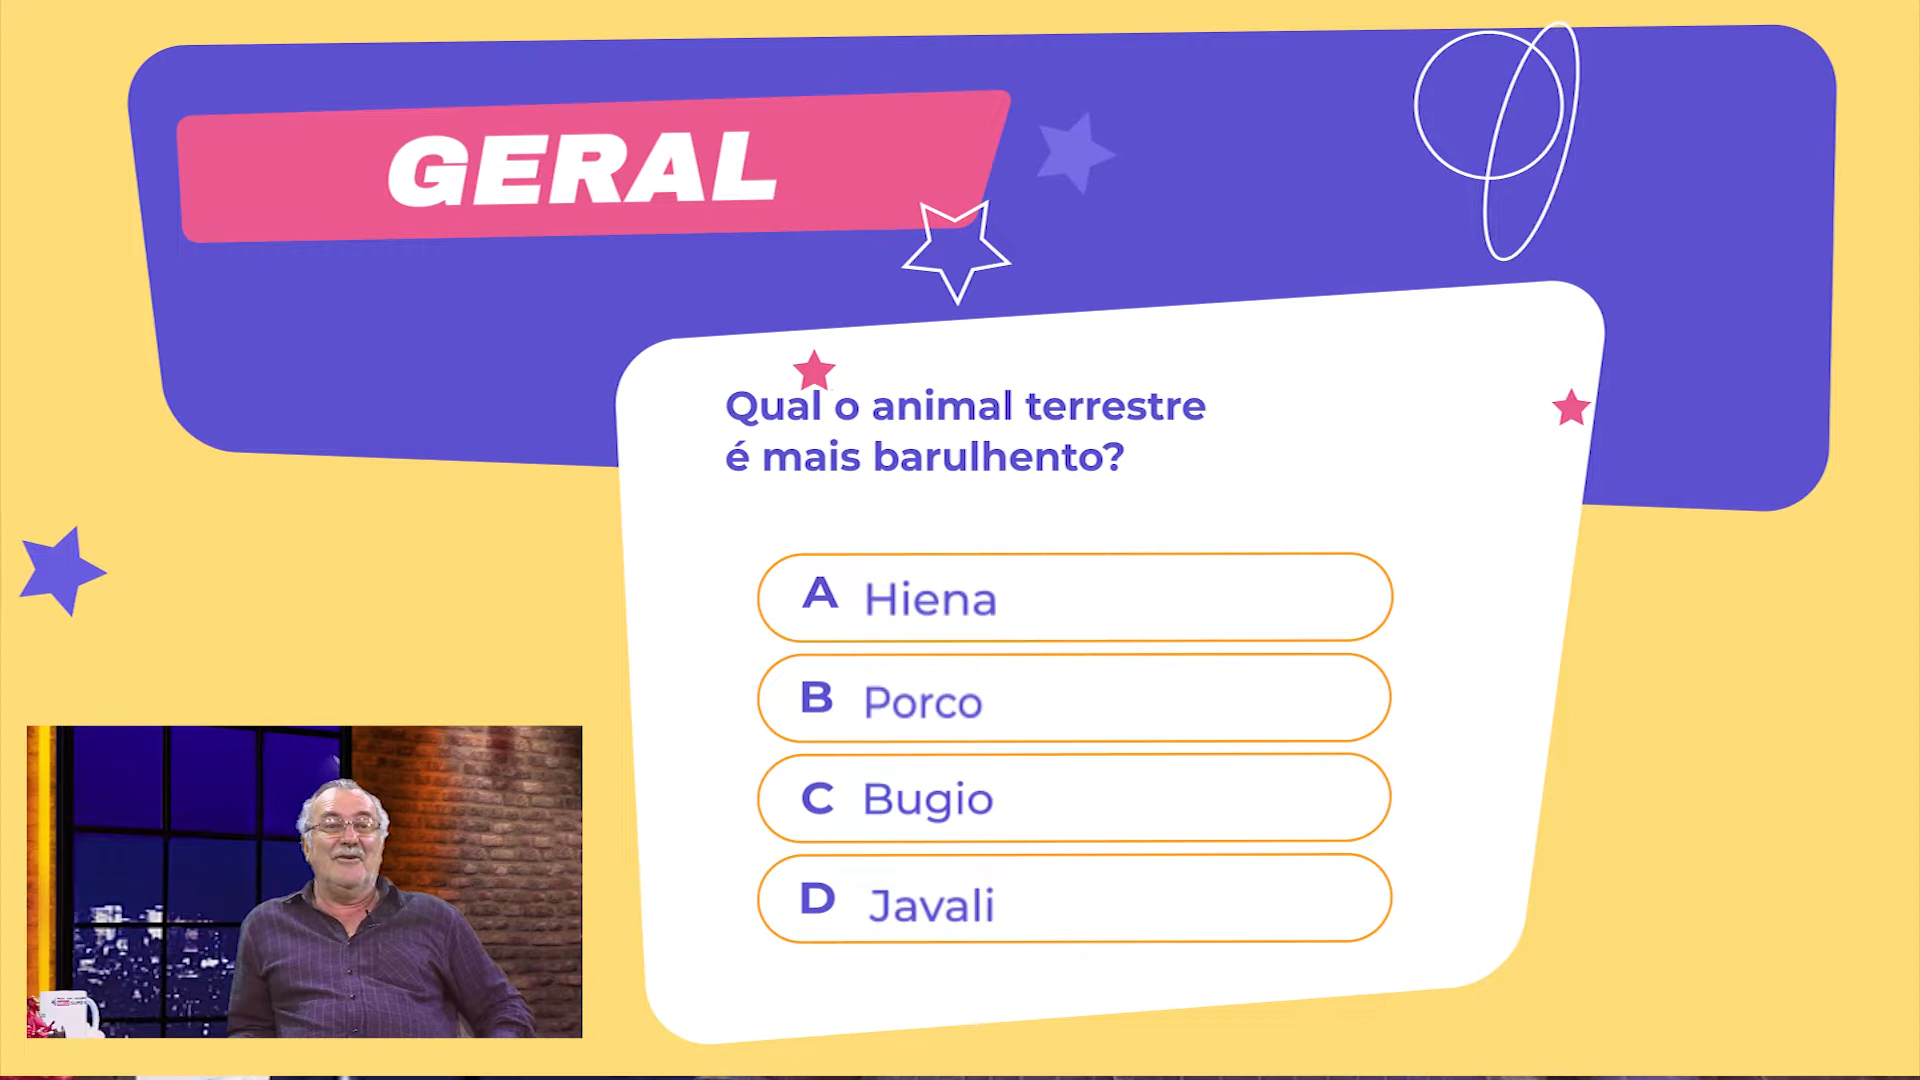 GERAL
Qual o animal terrestre
é mais barulhento?
A Hiena
B Porco
C Bugio
D Javali